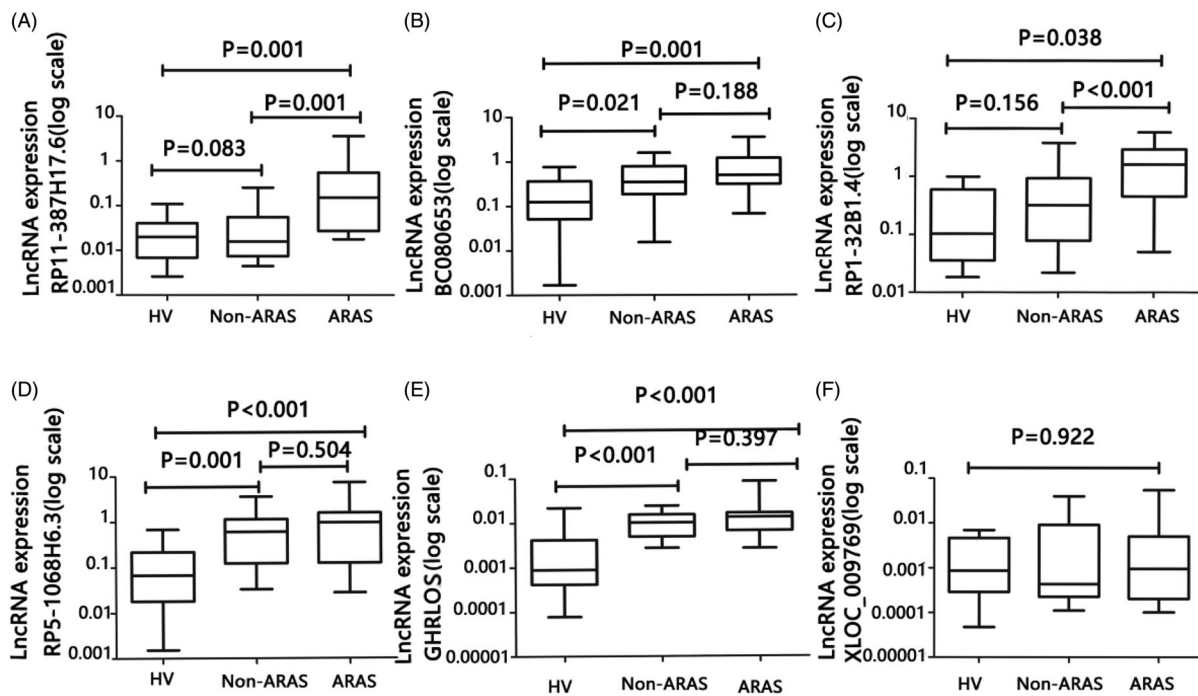 (A)
P=0.001
P=0.001
P=0.083
LncRNA expression
RP11-387H17.6(log scale)
10
1
0.1
0.01
0.001
HV Non-ARAS ARAS
(B)
P=0.001
P=0.188
P=0.021
LncRNA expression
BC080653(log scale)
10
1
0.1
0.01
0.001
HV Non-ARAS ARAS
(C)
P=0.038
P<0.001
P=0.156
LncRNA expression
RP1-32B1.4(log scale)
10
1
0.1
0.01
HV Non-ARAS ARAS
(D)
P<0.001
P=0.504
P=0.001
LncRNA expression
RP5-1068H6.3(log scale)
10
1
0.1
0.01
0.001
HV Non-ARAS ARAS
(E)
P<0.001
P=0.397
P<0.001
LncRNA expression
GHRLOS(log scale)
0.1
0.010
0.001
0.0001
0.00001
HV Non-ARAS ARAS
(F)
P=0.922
LncRNA expression
XLOC_009769(log scale)
0.1
0.010
0.001
0.0001
0.00001
HV Non-ARAS ARAS